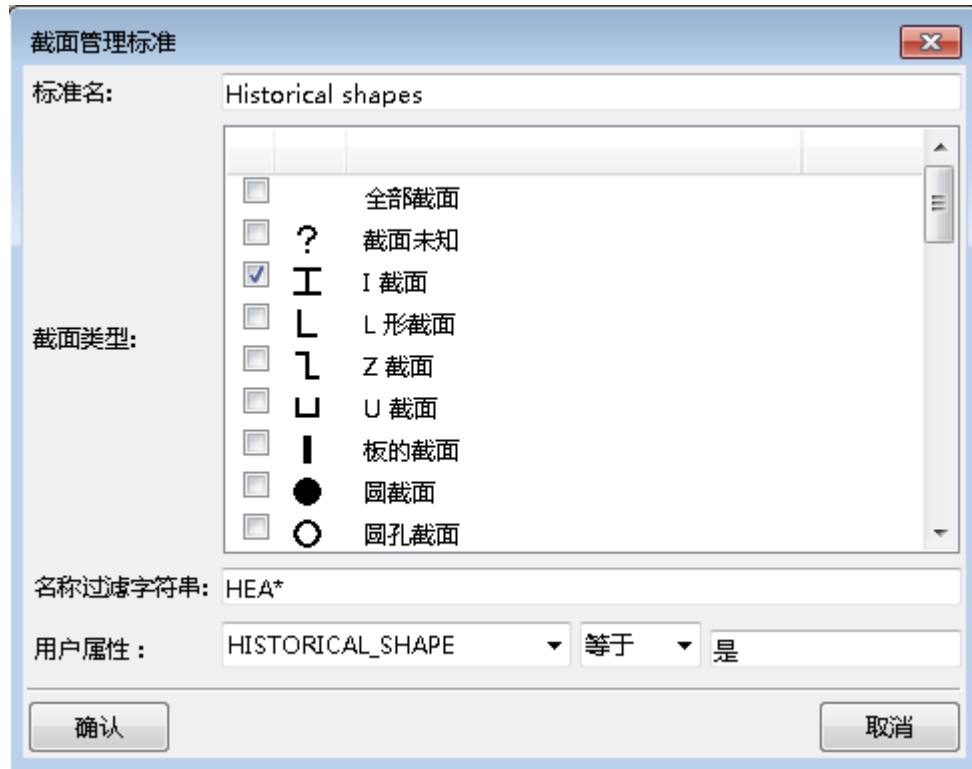 截面管理标准
标准名: Historical shapes
截面类型:
全部截面
? 截面未知
I 截面
L 形截面
Z 截面
U 截面
板的截面
圆截面
圆孔截面
名称过滤字符串: HEA*
用户属性 : HISTORICAL_SHAPE 等于 是
确认 取消